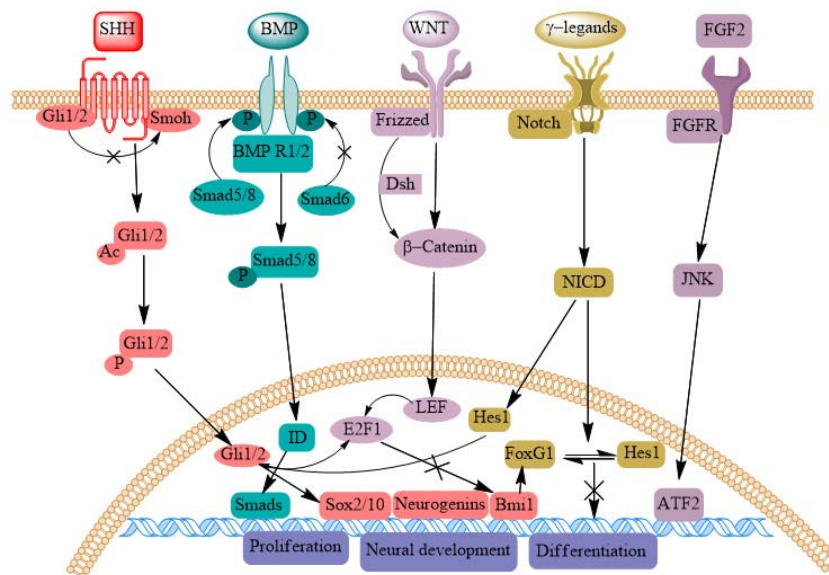 SHH
BMP
WNT
γ-legands
FGF2
Gli1/2
Smoh
P
P
BMP R1/2
Frizzed
Notch
FGFR
Smad5/8
Smad6
Dsh
Gli1/2
Ac
β-Catenin
Smad5/8
P
NICD
JNK
Gli1/2
P
LEF
Hes1
ID
E2F1
Gli1/2
FoxG1
Hes1
Smads
Sox2/10
Neurogenins
Bmi1
ATF2
Proliferation
Neural development
Differentiation